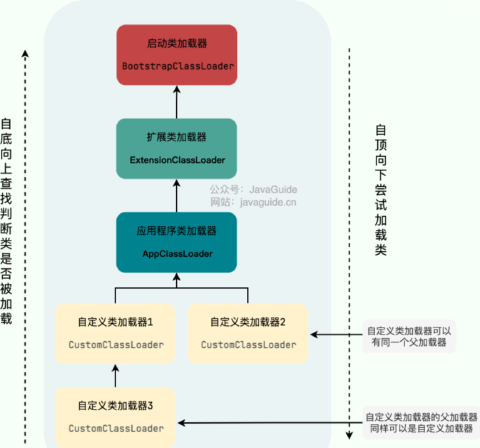 启动类加载器
BootstrapClassLoader
扩展类加载器
ExtensionClassLoader
公众号：JavaGuide
网站：javaguide.cn
应用程序类加载器
AppClassLoader
自底向上查找判断类是否被加载
自顶向下尝试加载类
自定义类加载器1
CustomClassLoader
自定义类加载器2
CustomClassLoader
自定义类加载器可以
有同一个父加载器
自定义类加载器3
CustomClassLoader
自定义类加载器的父加载器
同样可以是自定义加载器